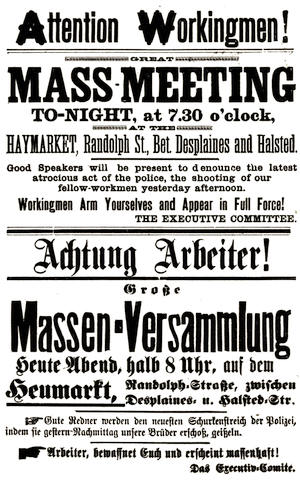 Attention Workingmen!
GREAT
MASS-MEETING
TO-NIGHT, at 7.30 o'clock,
AT THE
HAYMARKET, Randolph St., Bet. Desplaines and Halsted.
Good Speakers will be present to denounce the latest
atrocious act of the police, the shooting of our
fellow-workmen yesterday afternoon.
Workingmen Arm Yourselves and Appear in Full Force!
THE EXECUTIVE COMMITTEE.
Achtung Arbeiter!
Große
Massen-Versammlung
Heute Abend, halb 8 Uhr, auf dem
Heumarkt, Randolph-Straße, zwischen
Desplaines- u. Halsted-Str.
Gute Redner werden den neuesten Schurkenstreich der Polizei,
indem sie gestern-Nachmittag unsere Brüder erschoß, geißeln.
Arbeiter, bewaffnet Euch und erscheint massenhaft!
Das Executiv-Comite.